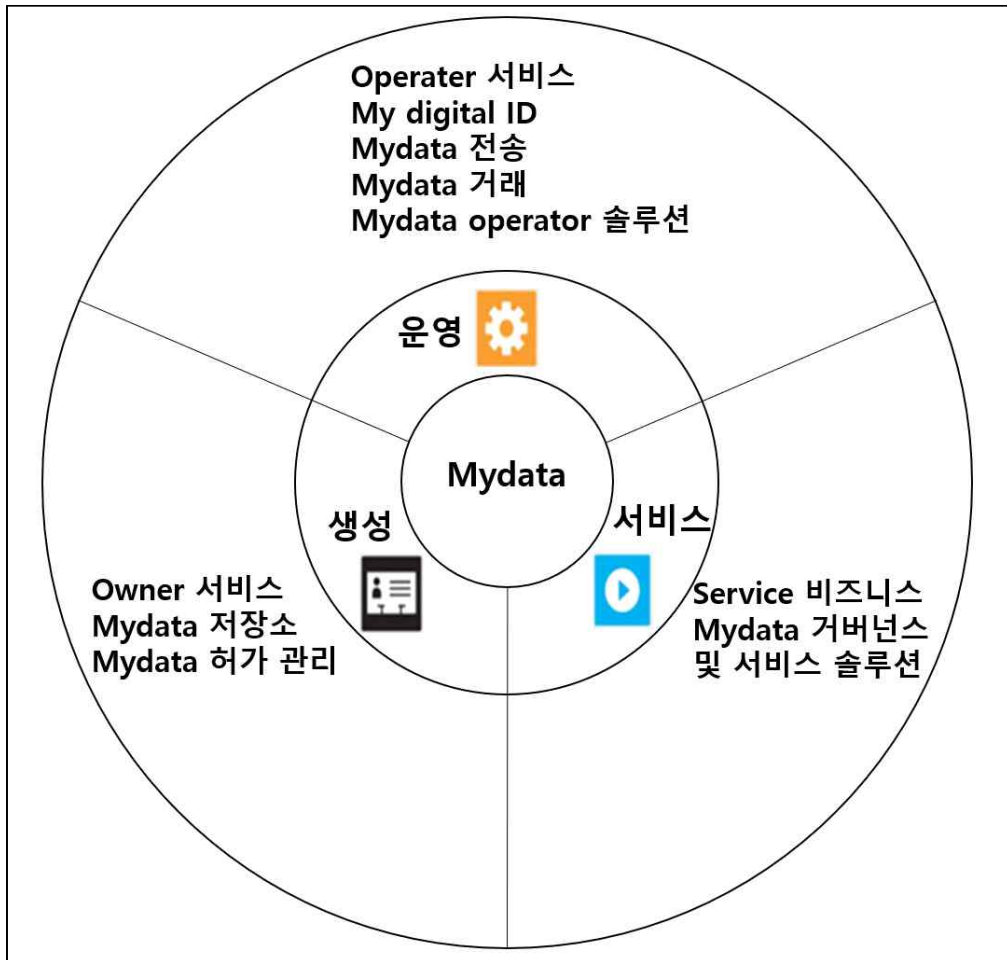 Operater 서비스
My digital ID
Mydata 전송
Mydata 거래
Mydata operator 솔루션
운영
Mydata
생성
서비스
Owner 서비스
Mydata 저장소
Mydata 허가 관리
Service 비즈니스
Mydata 거버넌스
및 서비스 솔루션